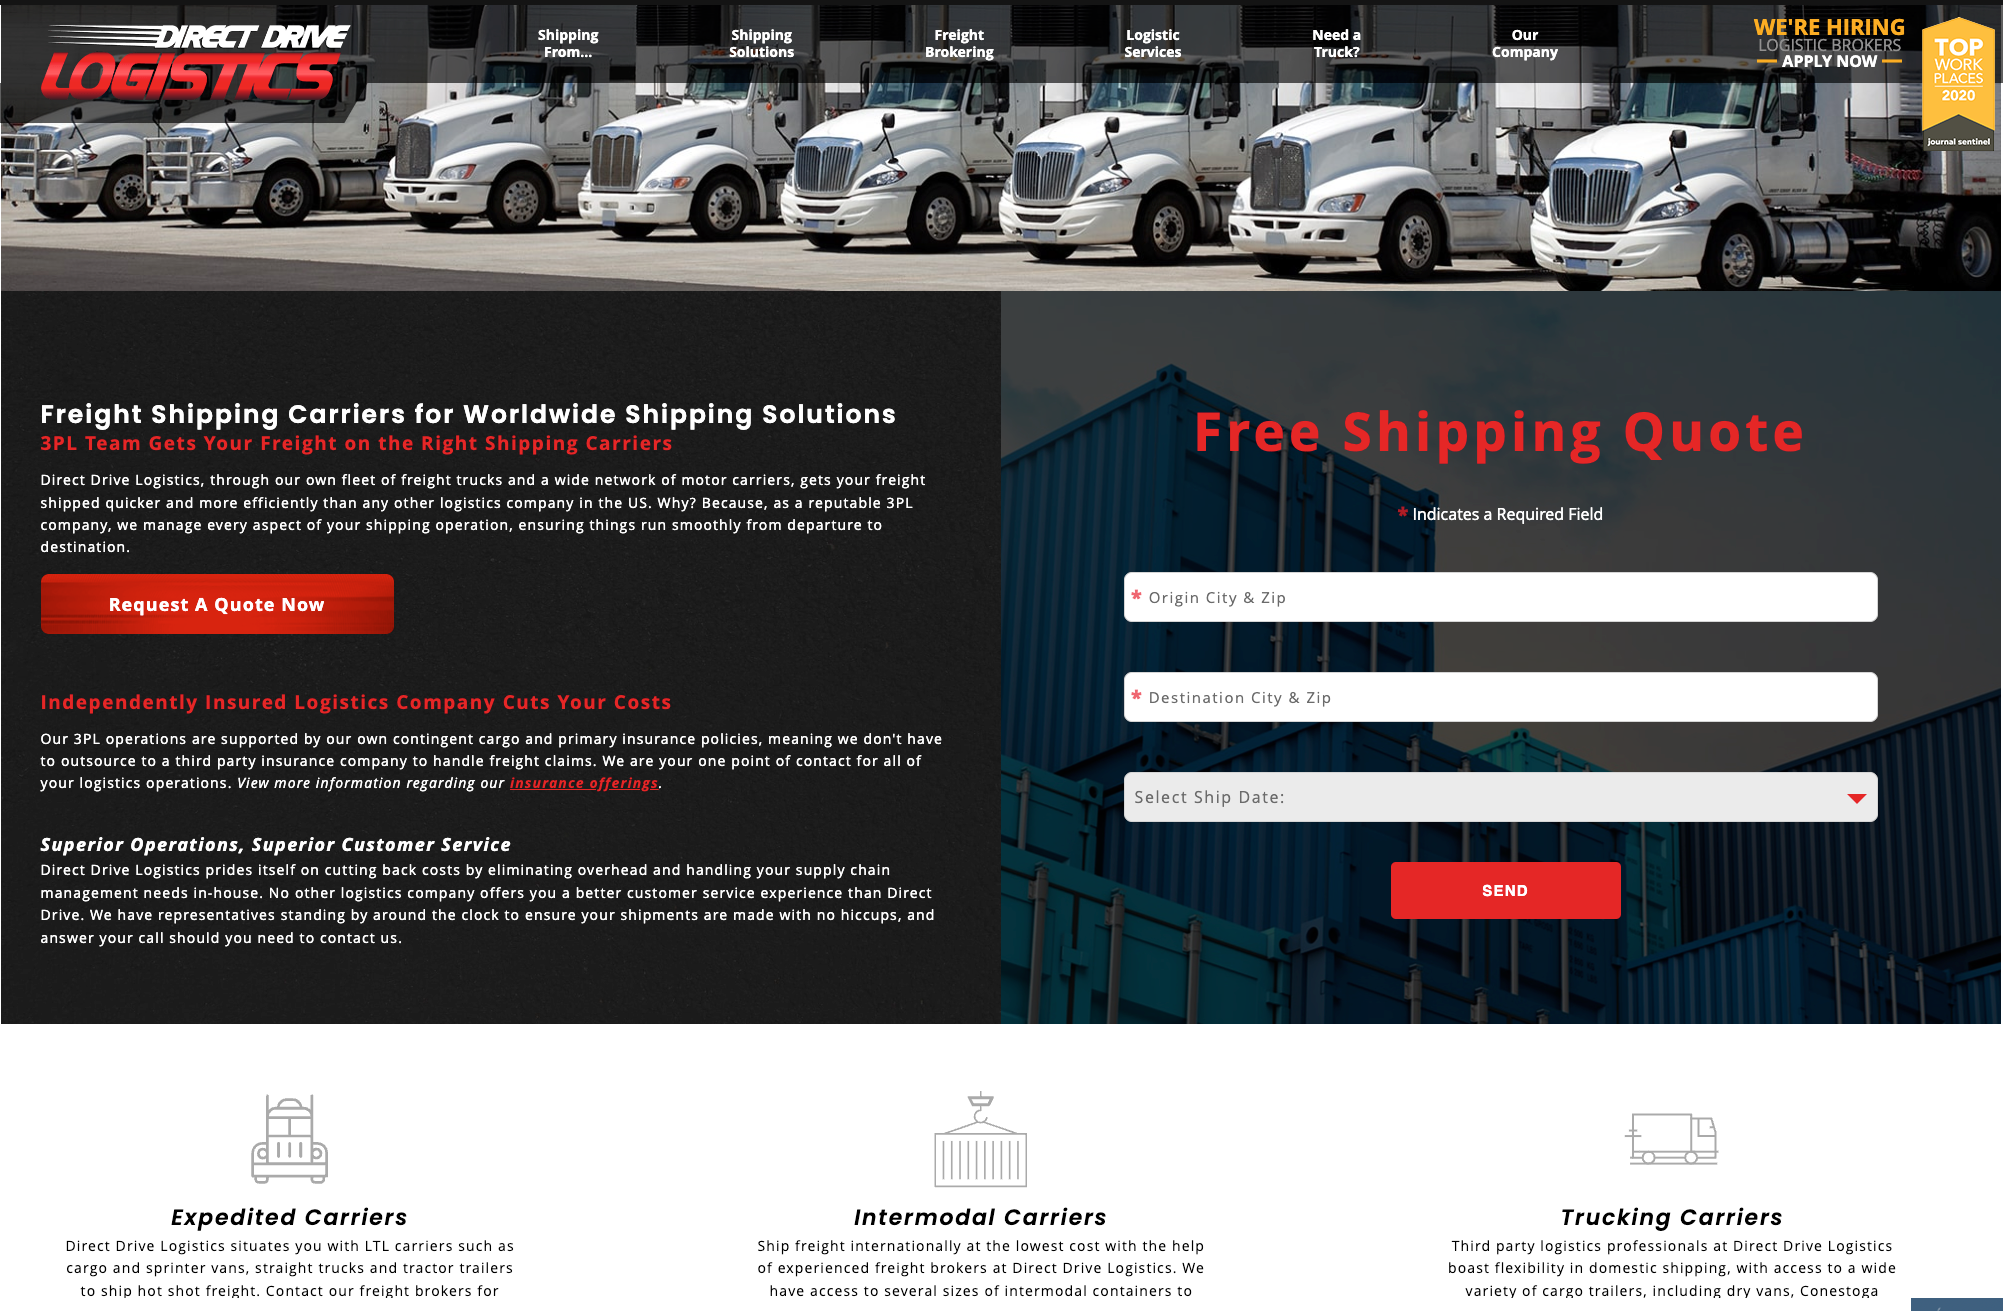 DIRECT DRIVE
LOGISTICS
Shipping
From...
Shipping
Solutions
Freight
Brokering
Logistic
Services
Need a
Truck?
Our
Company
WE'RE HIRING
LOGISTIC BROKERS
APPLY NOW
TOP
WORK
PLACES
2020
journal sentinel
Freight Shipping Carriers for Worldwide Shipping Solutions
3PL Team Gets Your Freight on the Right Shipping Carriers
Direct Drive Logistics, through our own fleet of freight trucks and a wide network of motor carriers, gets your freight
shipped quicker and more efficiently than any other logistics company in the US. Why? Because, as a reputable 3PL
company, we manage every aspect of your shipping operation, ensuring things run smoothly from departure to
destination.
Request A Quote Now
Independently Insured Logistics Company Cuts Your Costs
Our 3PL operations are supported by our own contingent cargo and primary insurance policies, meaning we don't have
to outsource to a third party insurance company to handle freight claims. We are your one point of contact for all of
your logistics operations. View more information regarding our insurance offerings.
Superior Operations, Superior Customer Service
Direct Drive Logistics prides itself on cutting back costs by eliminating overhead and handling your supply chain
management needs in-house. No other logistics company offers you a better customer service experience than Direct
Drive. We have representatives standing by around the clock to ensure your shipments are made with no hiccups, and
answer your call should you need to contact us.
Free Shipping Quote
* Indicates a Required Field
* Origin City & Zip
* Destination City & Zip
Select Ship Date:
SEND
Expedited Carriers
Direct Drive Logistics situates you with LTL carriers such as
cargo and sprinter vans, straight trucks and tractor trailers
to ship hot shot freight. Contact our freight brokers for
Intermodal Carriers
Ship freight internationally at the lowest cost with the help
of experienced freight brokers at Direct Drive Logistics. We
have access to several sizes of intermodal containers to
Trucking Carriers
Third party logistics professionals at Direct Drive Logistics
boast flexibility in domestic shipping, with access to a wide
variety of cargo trailers, including dry vans, Conestoga